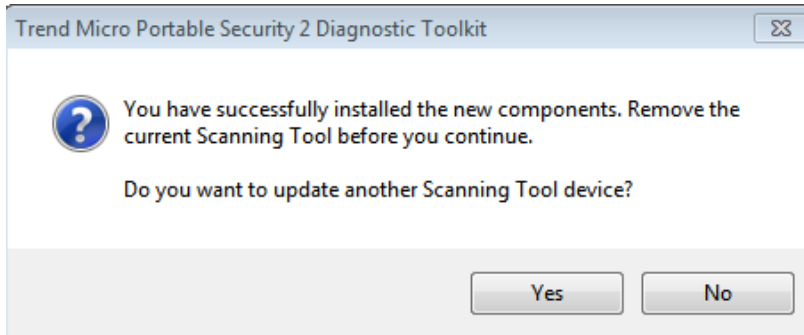 Trend Micro Portable Security 2 Diagnostic Toolkit
You have successfully installed the new components. Remove the
current Scanning Tool before you continue.
Do you want to update another Scanning Tool device?
Yes No